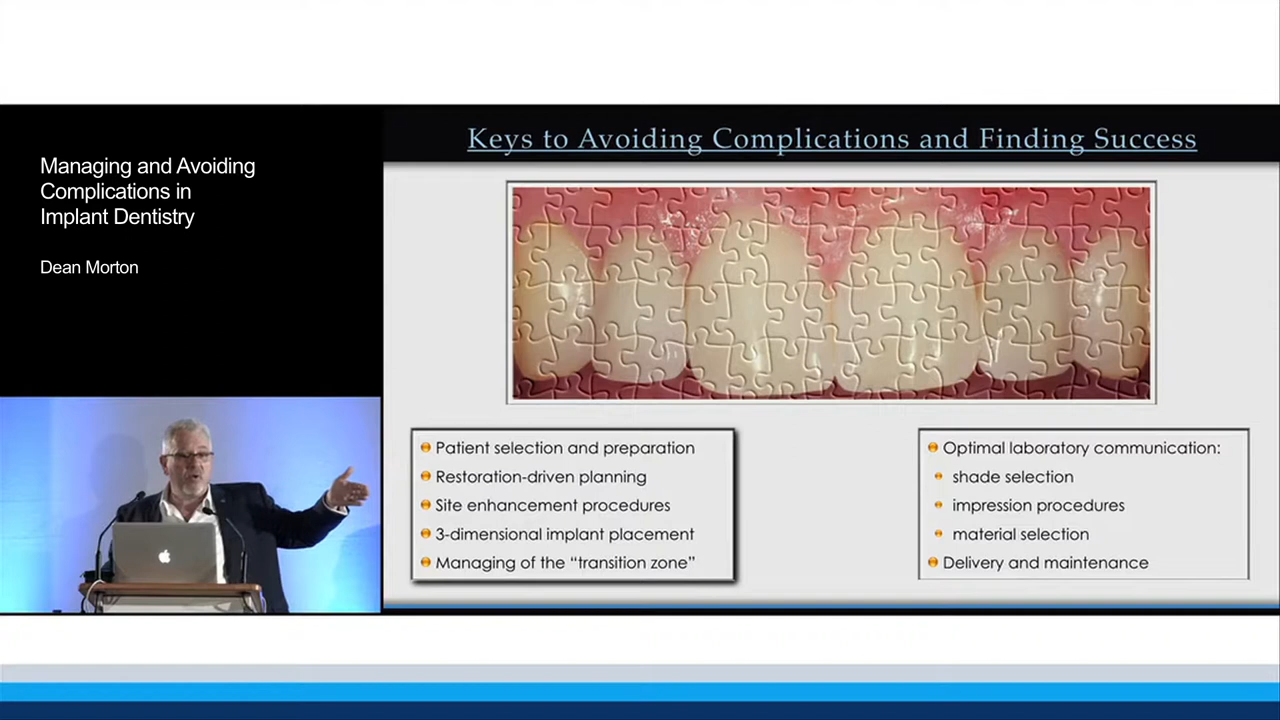 Managing and Avoiding
Complications in
Implant Dentistry
Dean Morton
Keys to Avoiding Complications and Finding Success
Patient selection and preparation
Restoration-driven planning
Site enhancement procedures
3-dimensional implant placement
Managing of the “transition zone”
Optimal laboratory communication:
shade selection
impression procedures
material selection
Delivery and maintenance